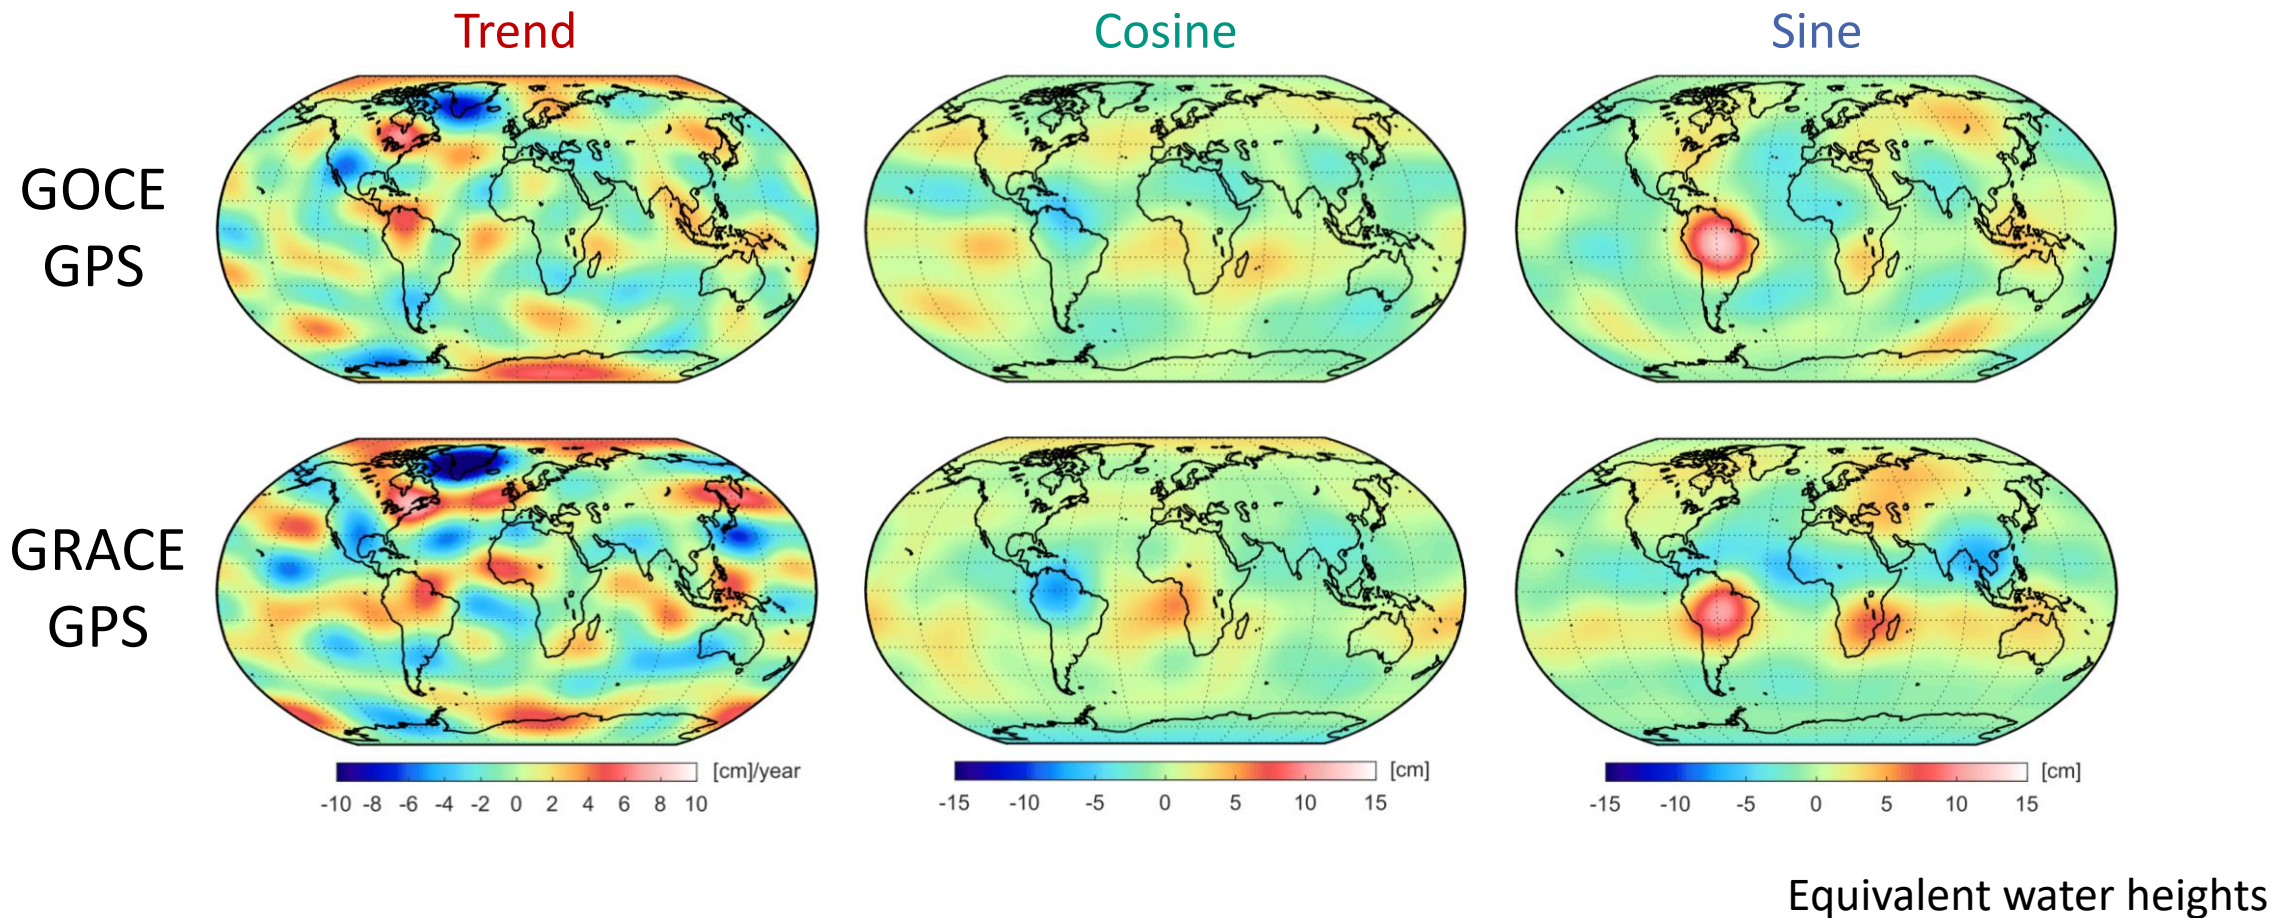 Trend
Cosine
Sine
GOCE
GPS
GRACE
GPS
[cm]/year
-10 -8 -6 -4 -2 0 2 4 6 8 10
[cm]
-15 -10 -5 0 5 10 15
[cm]
-15 -10 -5 0 5 10 15
Equivalent water heights